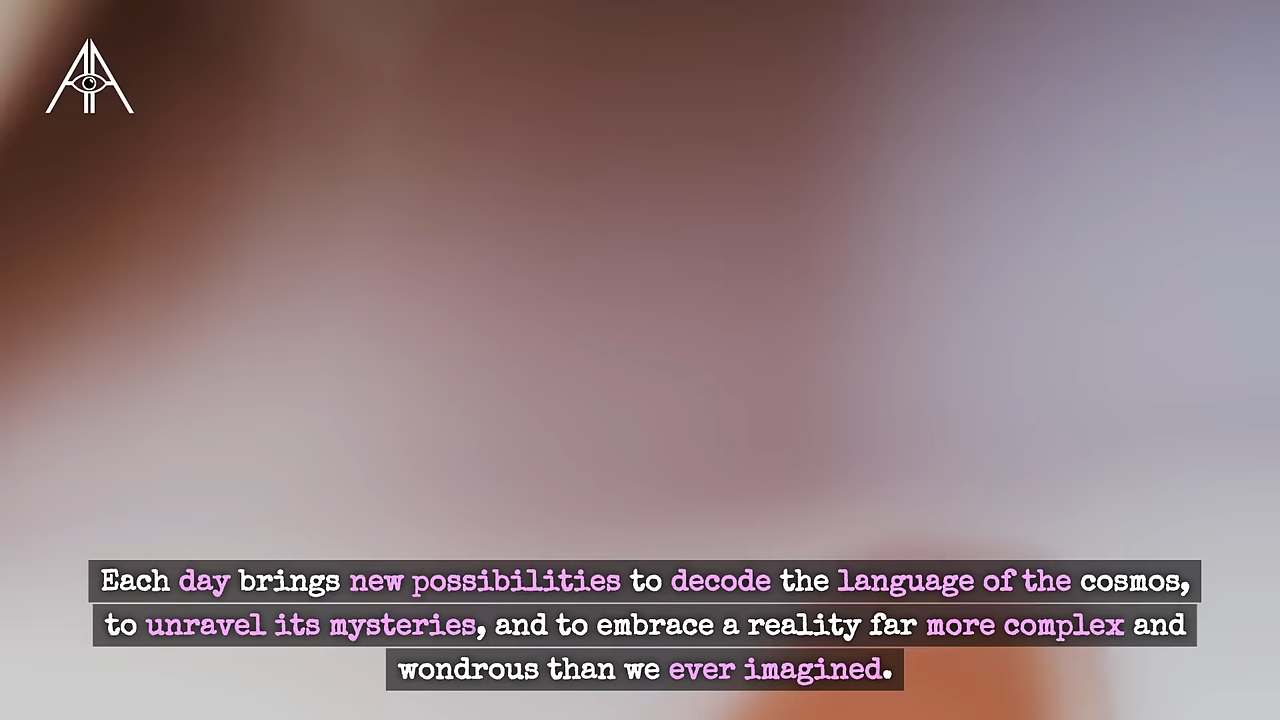 Each day brings new possibilities to decode the language of the cosmos,
to unravel its mysteries, and to embrace a reality far more complex and
wondrous than we ever imagined.